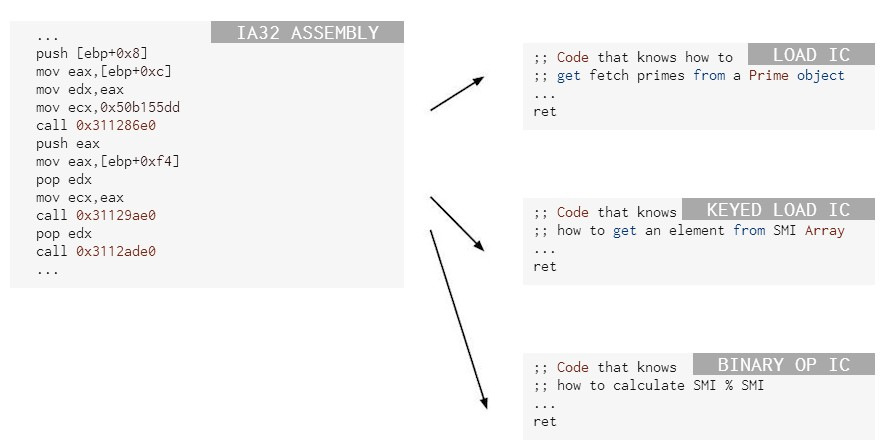 IA32 ASSEMBLY
...
push [ebp+0x8]
mov eax,[ebp+0xc]
mov edx,eax
mov ecx,0x50b155dd
call 0x311286e0
push eax
mov eax,[ebp+0xf4]
pop edx
mov ecx,eax
call 0x31129ae0
pop edx
call 0x3112ade0
...
LOAD IC
;; Code that knows how to
;; get fetch primes from a Prime object
...
ret
KEYED LOAD IC
;; Code that knows
;; how to get an element from SMI Array
...
ret
BINARY OP IC
;; Code that knows
;; how to calculate SMI % SMI
...
ret